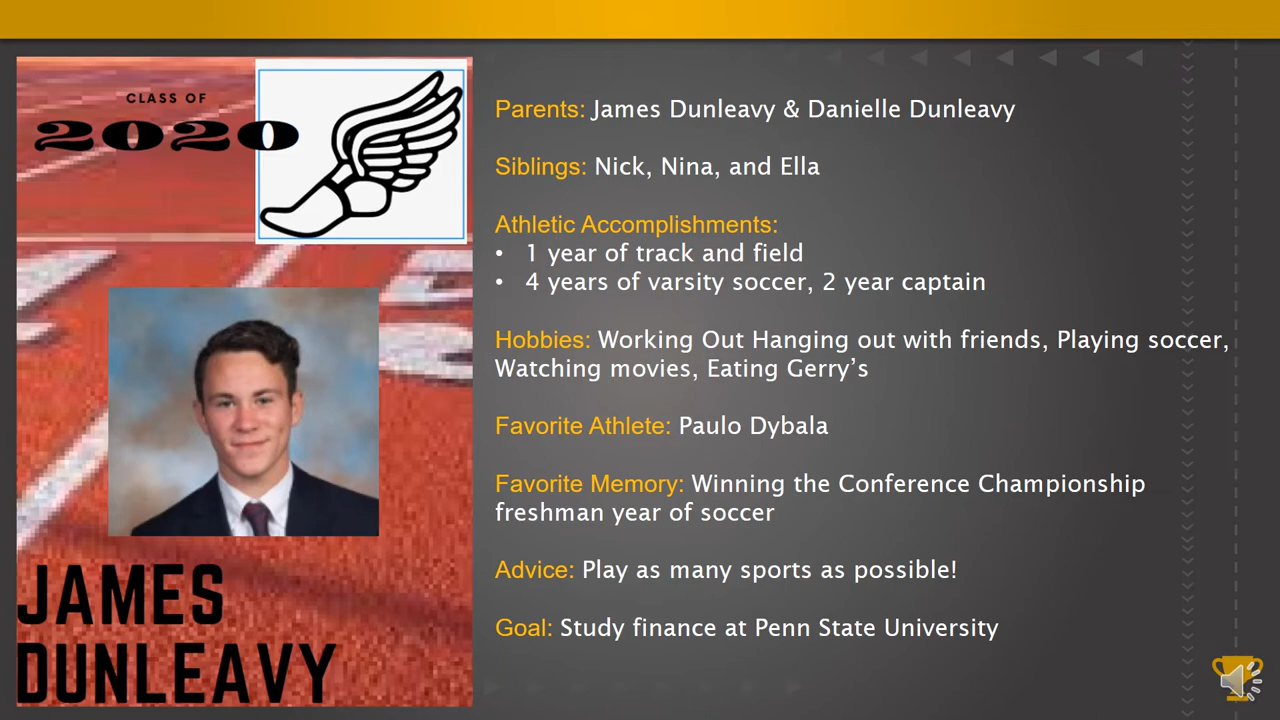 CLASS OF
2020
JAMES
DUNLEAVY
Parents: James Dunleavy & Danielle Dunleavy
Siblings: Nick, Nina, and Ella
Athletic Accomplishments:
• 1 year of track and field
• 4 years of varsity soccer, 2 year captain
Hobbies: Working Out Hanging out with friends, Playing soccer,
Watching movies, Eating Gerry’s
Favorite Athlete: Paulo Dybala
Favorite Memory: Winning the Conference Championship
freshman year of soccer
Advice: Play as many sports as possible!
Goal: Study finance at Penn State University